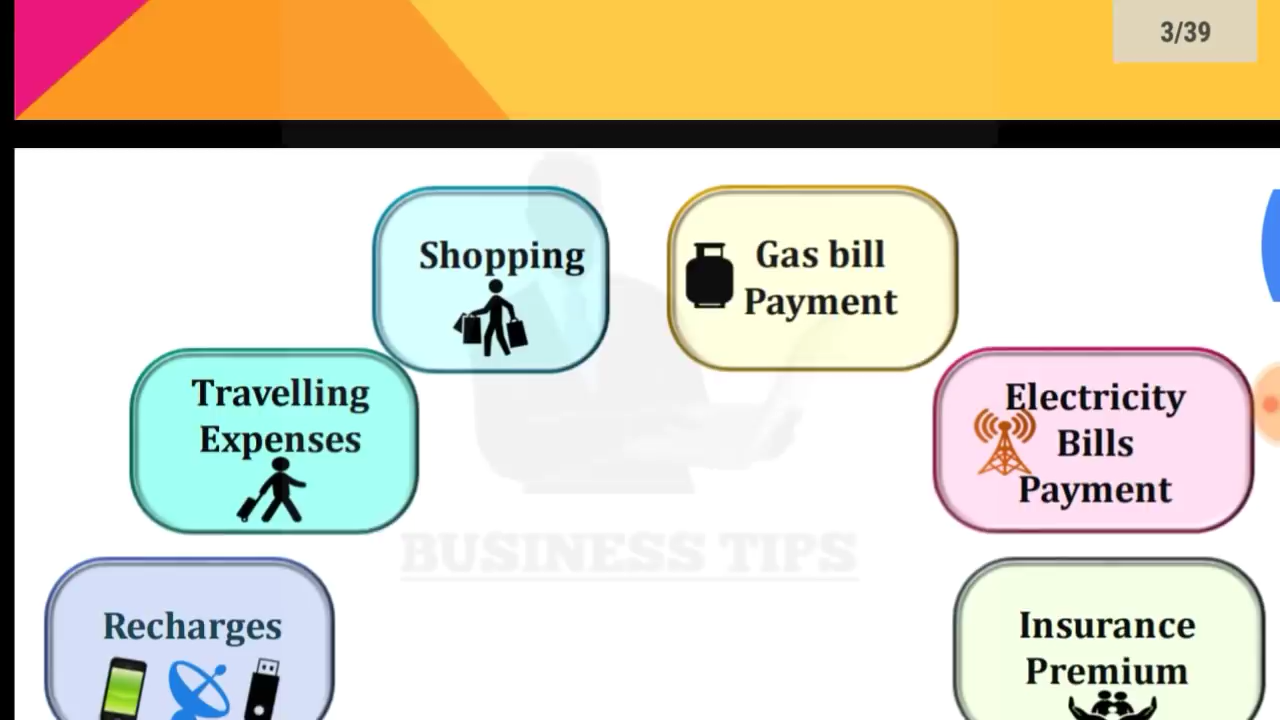 3/39
Shopping
Gas bill
Payment
Travelling
Expenses
Electricity
Bills
Payment
BUSINESS TIPS
Recharges
Insurance
Premium